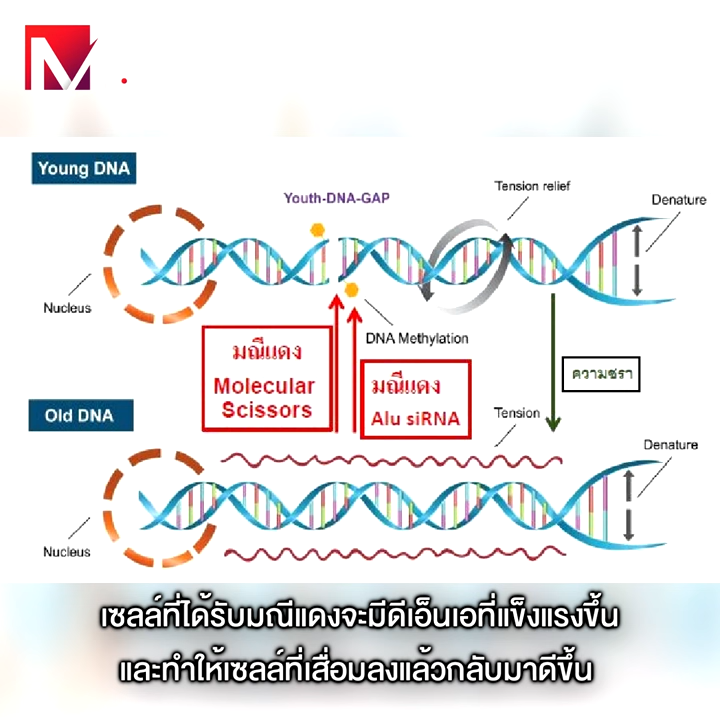 M.
Young DNA
Youth-DNA-GAP
Tension relief
Denature
Nucleus
DNA Methylation
มณีแดง
Molecular
Scissors
มณีแดง
Alu siRNA
ความชรา
Old DNA
Tension
Denature
Nucleus
เซลล์ที่ได้รับมณีแดงจะมีดีเอ็นเอที่แข็งแรงขึ้น
และทำให้เซลล์ที่เสื่อมลงแล้วกลับมาดีขึ้น